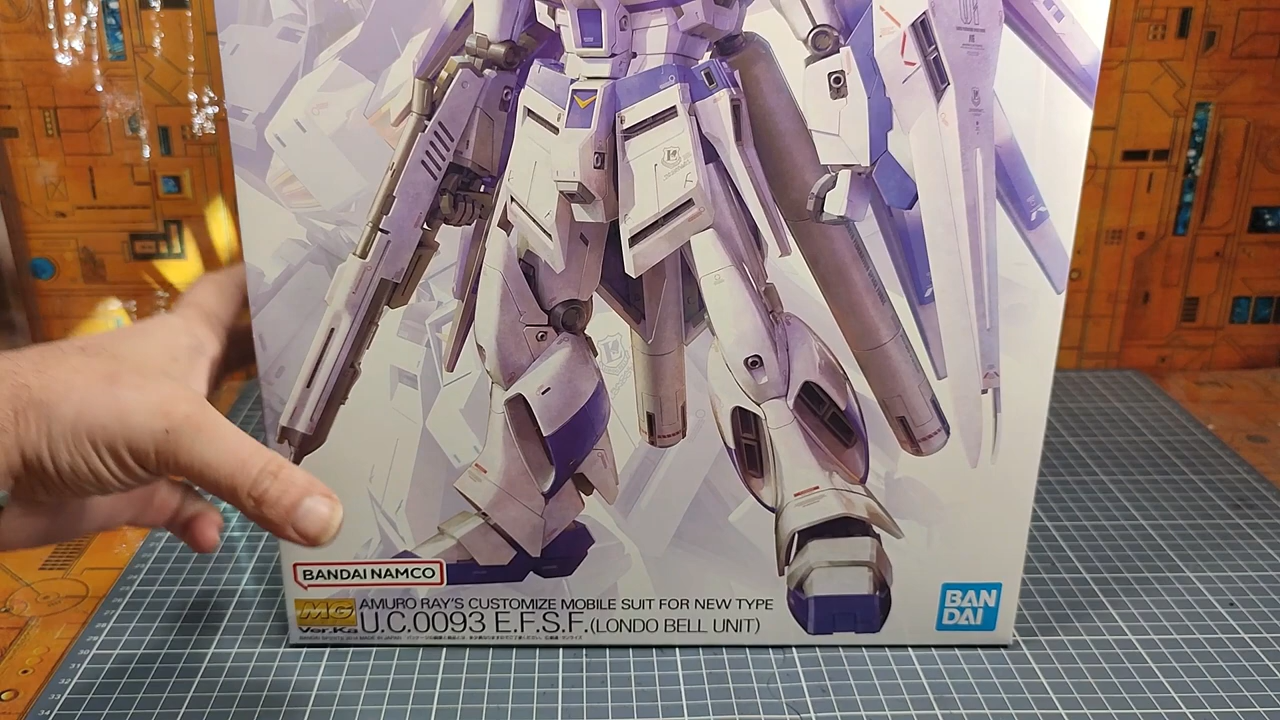 BANDAI NAMCO
MG
AMURO RAY'S CUSTOMIZE MOBILE SUIT FOR NEW TYPE
Ver.Ka
U.C.0093 E.F.S.F.(LONDO BELL UNIT)
BAN
DAI